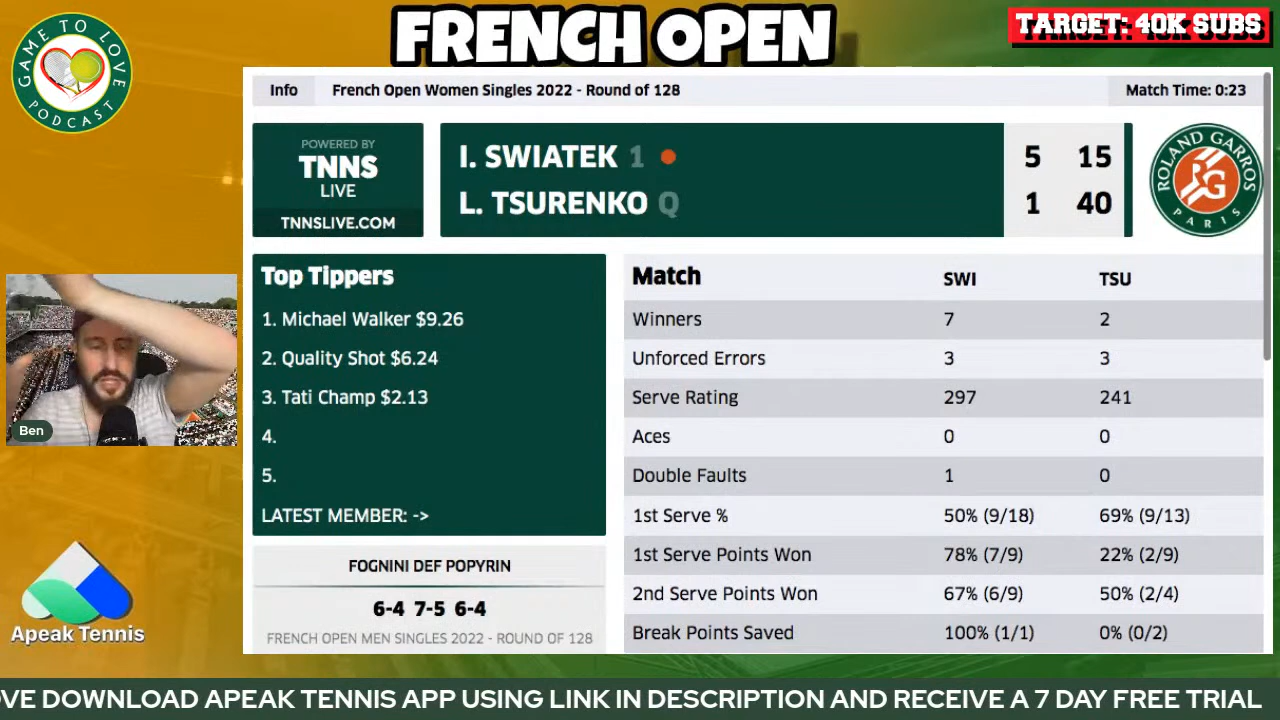 FRENCH OPEN
TARGET: 40K SUBS
GAME TO LOVE
PODCAST
Info
French Open Women Singles 2022 - Round of 128
Match Time: 0:23
POWERED BY
TNNS
LIVE
TNNSLIVE.COM
I. SWIATEK 1 5 15
L. TSURENKO Q 1 40
ROLAND GARROS
RG
PARIS
Top Tippers
1. Michael Walker $9.26
2. Quality Shot $6.24
3. Tati Champ $2.13
4.
5.
LATEST MEMBER: ->
FOGNINI DEF POPYRIN
6-4 7-5 6-4
FRENCH OPEN MEN SINGLES 2022 - ROUND OF 128
Match SWI TSU
Winners 7 2
Unforced Errors 3 3
Serve Rating 297 241
Aces 0 0
Double Faults 1 0
1st Serve % 50% (9/18) 69% (9/13)
1st Serve Points Won 78% (7/9) 22% (2/9)
2nd Serve Points Won 67% (6/9) 50% (2/4)
Break Points Saved 100% (1/1) 0% (0/2)
Ben
Apeak Tennis
OVE DOWNLOAD APEAK TENNIS APP USING LINK IN DESCRIPTION AND RECEIVE A 7 DAY FREE TRIAL